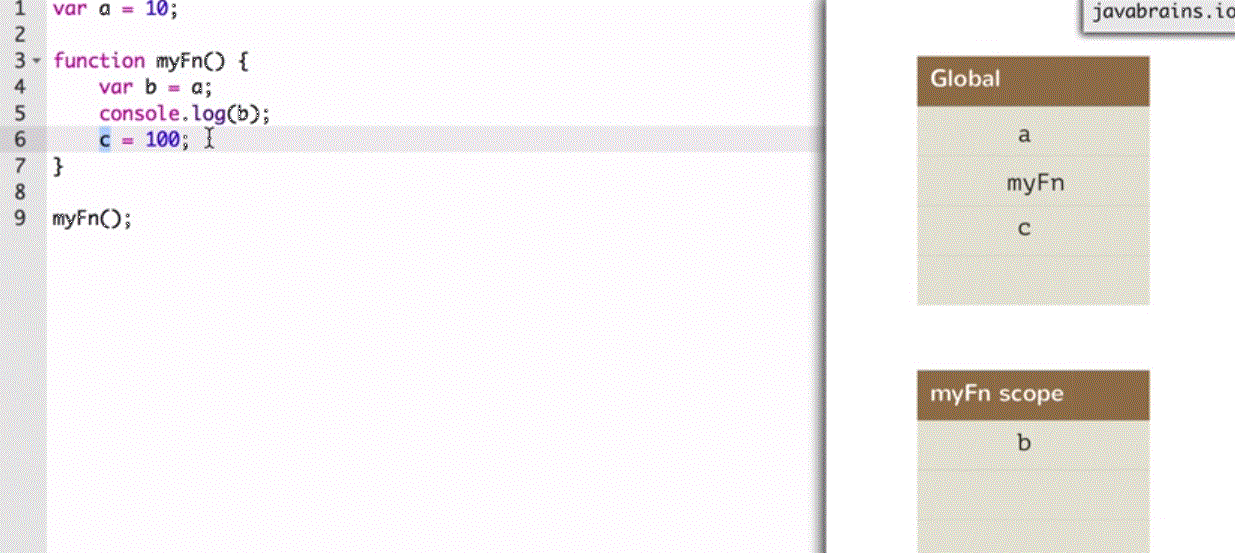 1 var a = 10;
2
3 function myFn() {
4 var b = a;
5 console.log(b);
6 c = 100;
7 }
8
9 myFn();
javabrains.io
Global
a
myFn
c
myFn scope
b